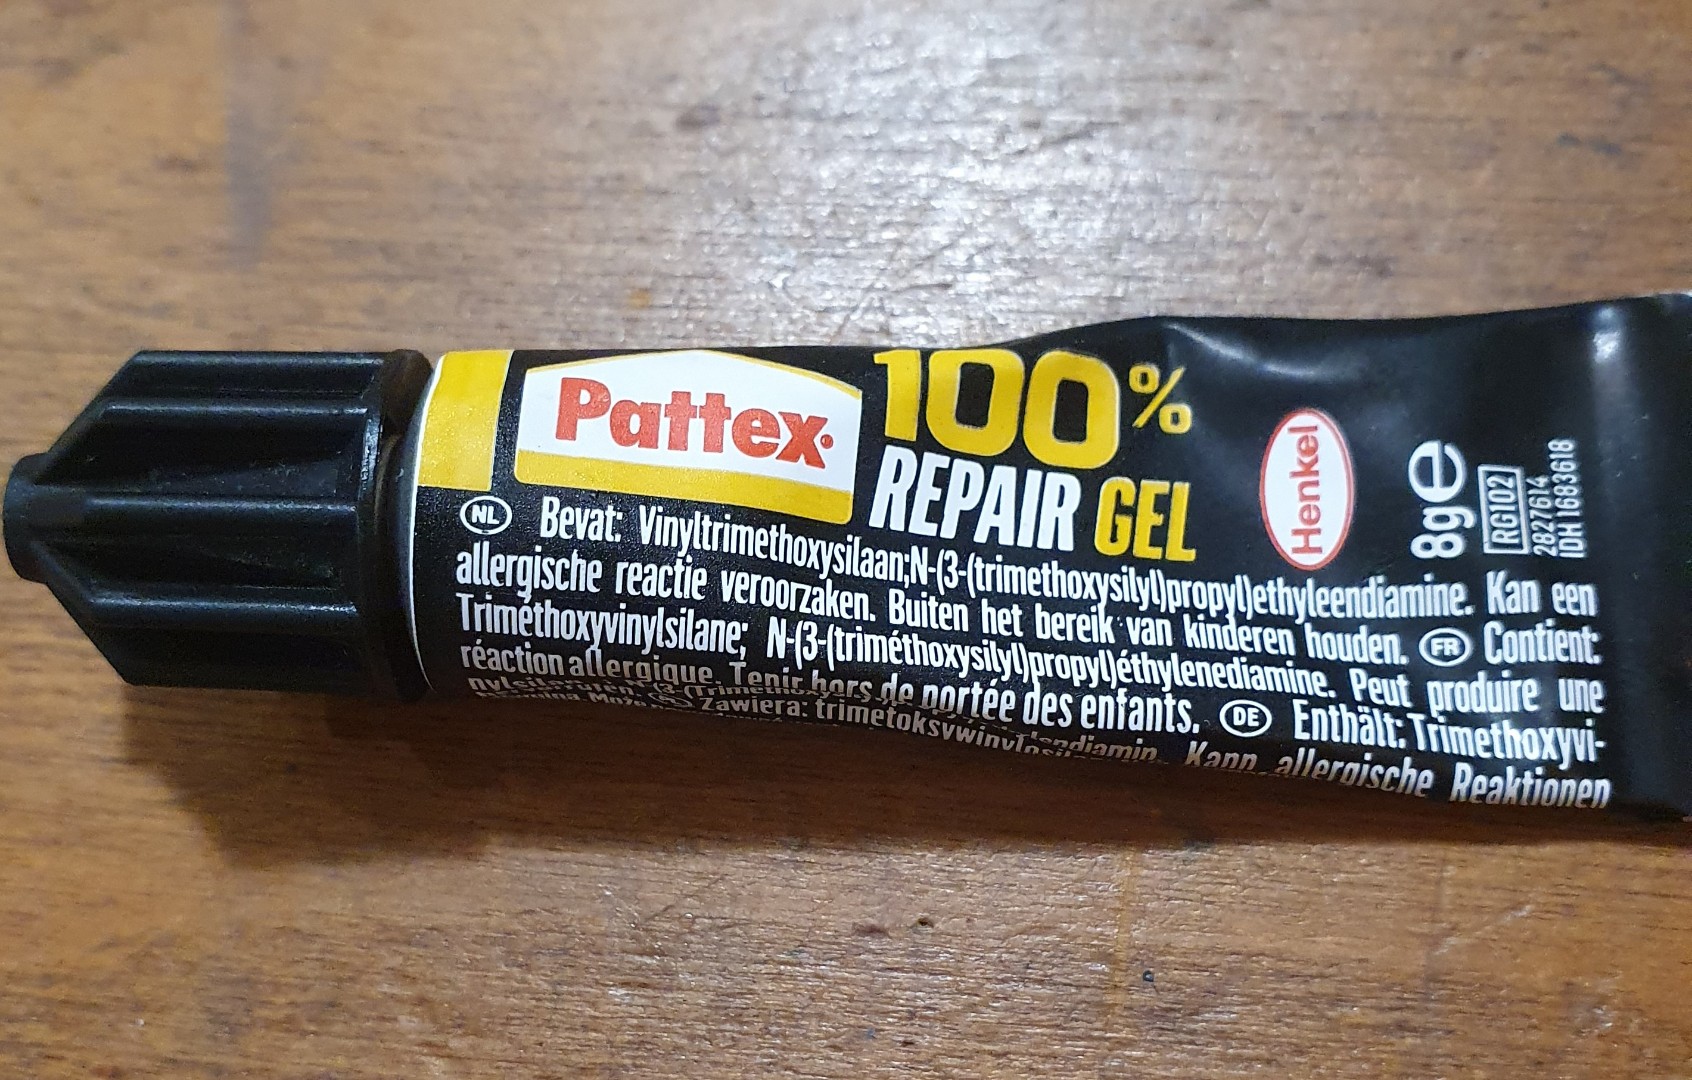 Pattex
100%
REPAIR GEL
Henkel
8g e
RG102
2827614
IDH 1683618
NL Bevat: Vinyltrimethoxysilaan;N-(3-(trimethoxysilyl)propyl)ethyleendiamine. Kan een
allergische reactie veroorzaken. Buiten het bereik van kinderen houden. FR Contient:
Triméthoxyvinylsilane; N-(3-(triméthoxysilyl)propyl)éthylenediamine. Peut produire une
réaction allergique. Tenir hors de portée des enfants. DE Enthält: Trimethoxyvi-
Kann allergische Reaktionen
Zawiera: